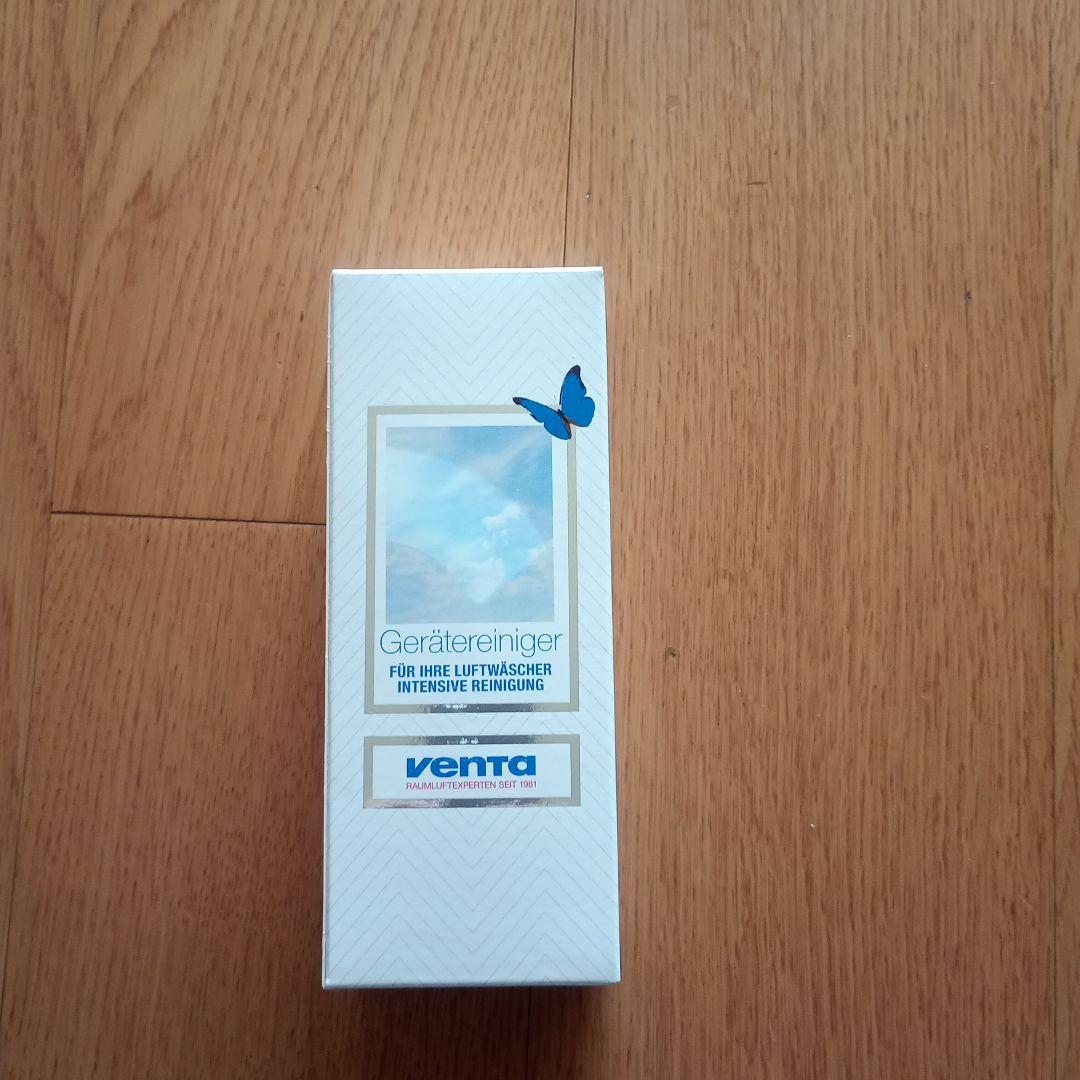 Gerätereiniger
FÜR IHRE LUFTWÄSCHER
INTENSIVE REINIGUNG
venta
RAUMLUFTEXPERTEN SEIT 1981